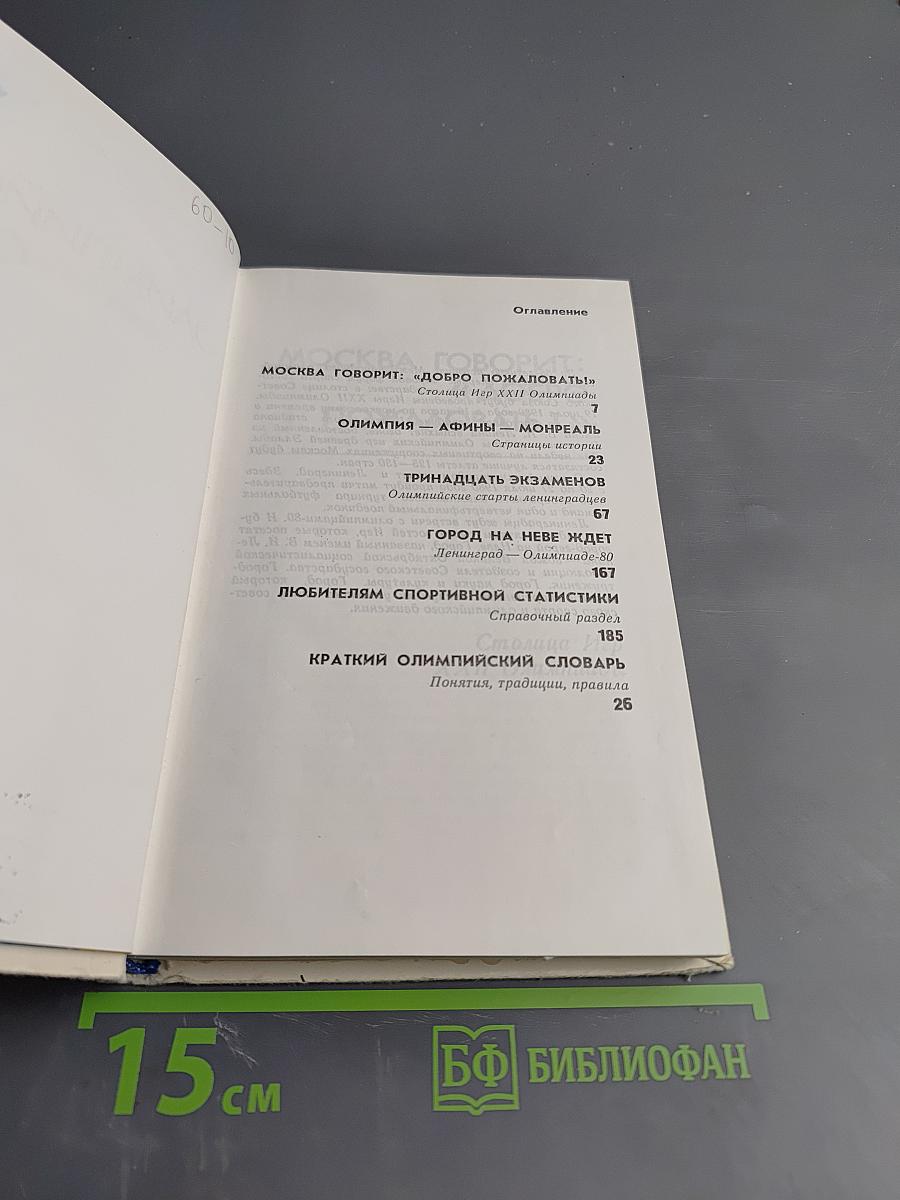 60-10
Оглавление
МОСКВА ГОВОРИТ: «ДОБРО ПОЖАЛОВАТЬ!»
Столица Игр XXII Олимпиады
7
ОЛИМПИЯ — АФИНЫ — МОНРЕАЛЬ
Страницы истории
23
ТРИНАДЦАТЬ ЭКЗАМЕНОВ
Олимпийские старты ленинградцев
67
ГОРОД НА НЕВЕ ЖДЕТ
Ленинград — Олимпиаде-80
167
ЛЮБИТЕЛЯМ СПОРТИВНОЙ СТАТИСТИКИ
Справочный раздел
185
КРАТКИЙ ОЛИМПИЙСКИЙ СЛОВАРЬ
Понятия, традиции, правила
26
15 см
БФ БИБЛИОФАН